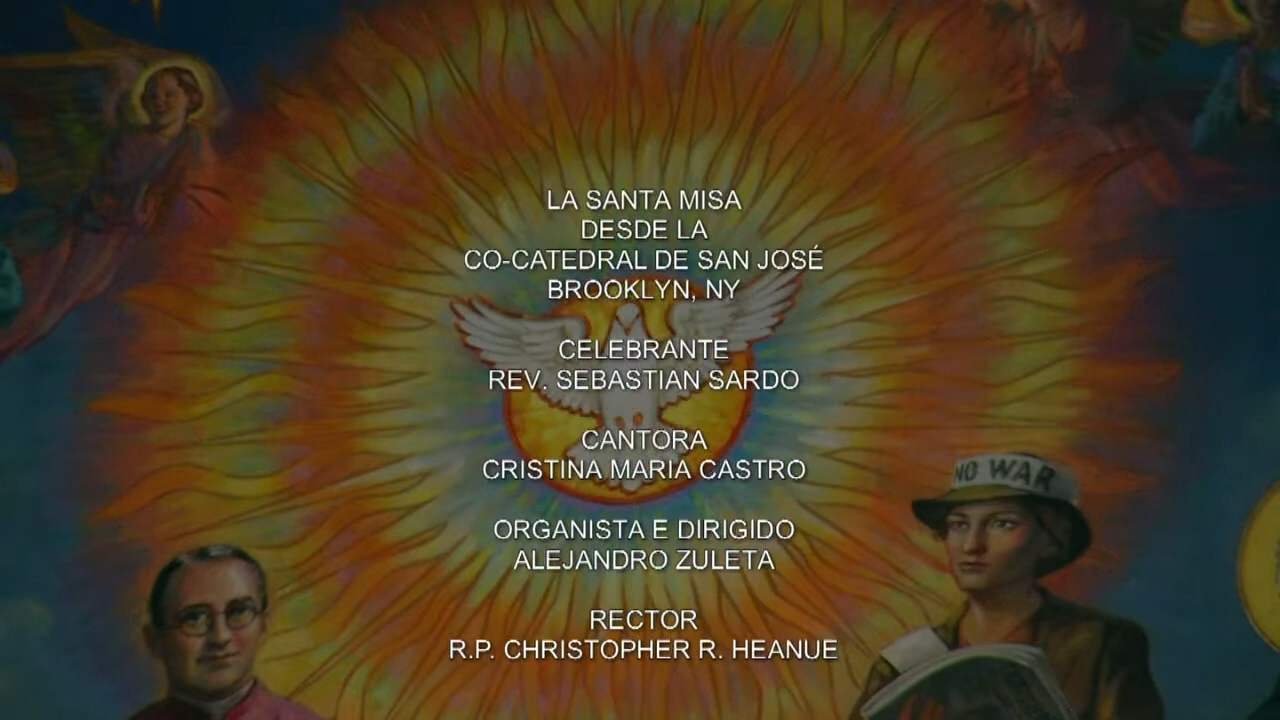 LA SANTA MISA
DESDE LA
CO-CATEDRAL DE SAN JOSÉ
BROOKLYN, NY
CELEBRANTE
REV. SEBASTIAN SARDO
CANTORA
CRISTINA MARIA CASTRO
ORGANISTA E DIRIGIDO
ALEJANDRO ZULETA
RECTOR
R.P. CHRISTOPHER R. HEANUE
NO WAR